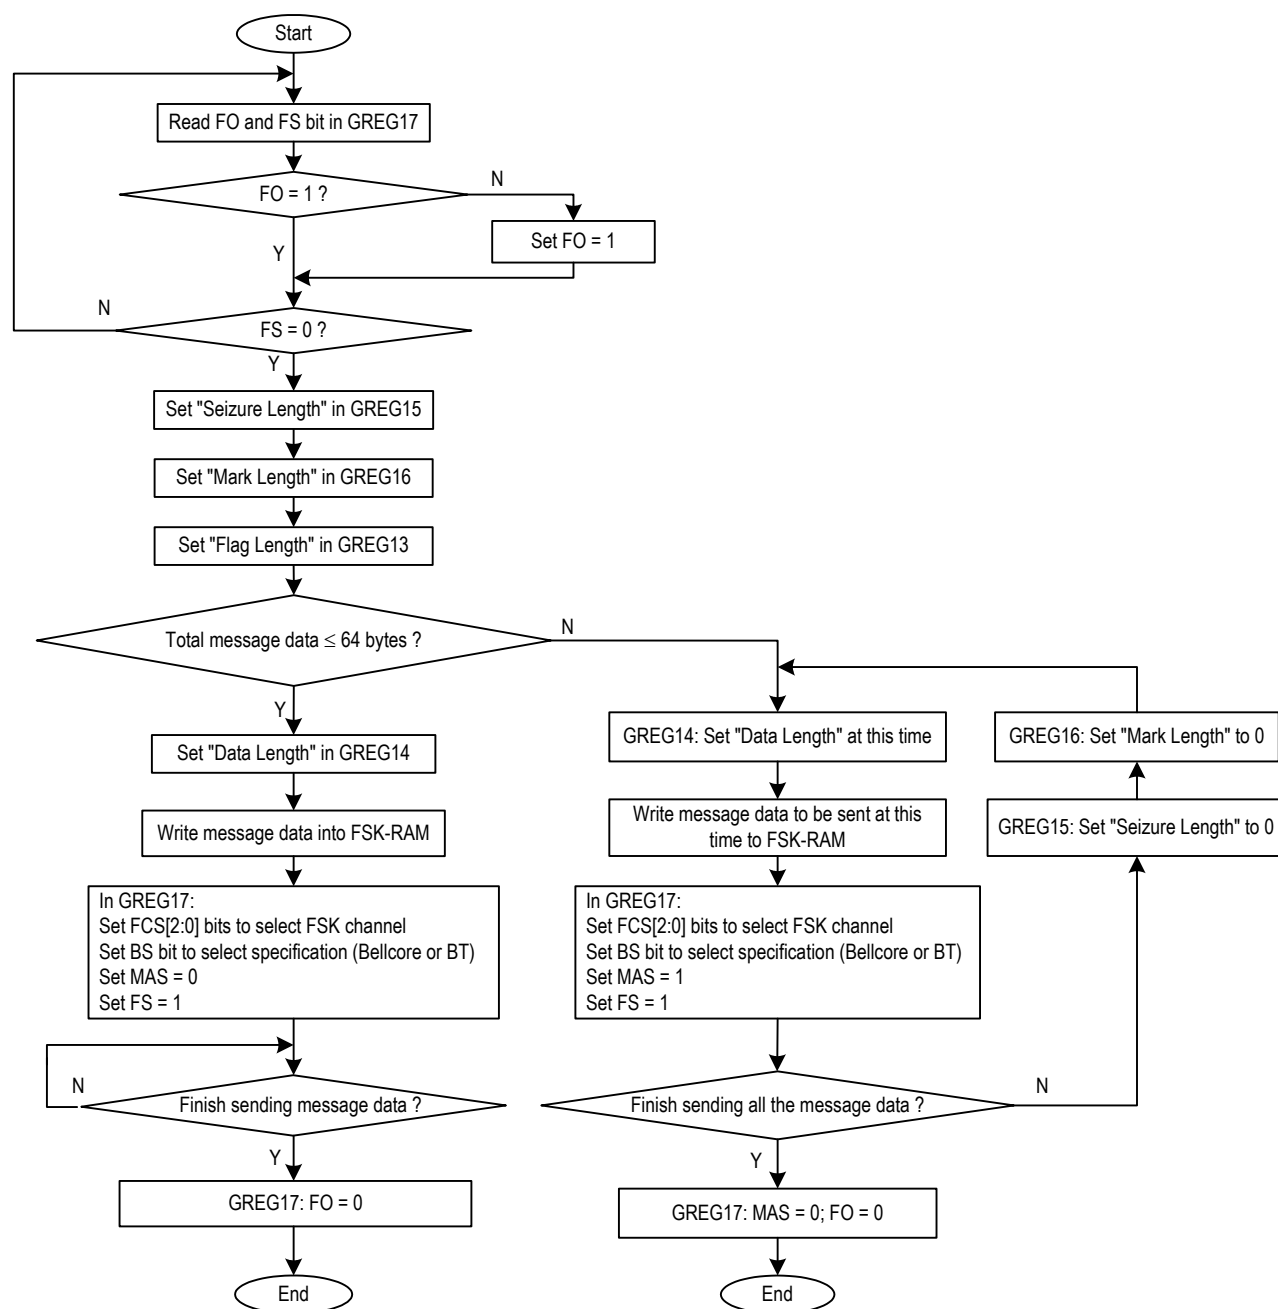 Start
Read FO and FS bit in GREG17
FO = 1 ?
N
Set FO = 1
Y
N
FS = 0 ?
Y
Set "Seizure Length" in GREG15
Set "Mark Length" in GREG16
Set "Flag Length" in GREG13
Total message data ≤ 64 bytes ?
N
Y
Set "Data Length" in GREG14
Write message data into FSK-RAM
In GREG17:
Set FCS[2:0] bits to select FSK channel
Set BS bit to select specification (Bellcore or BT)
Set MAS = 0
Set FS = 1
N
Finish sending message data ?
Y
GREG17: FO = 0
End
GREG14: Set "Data Length" at this time
Write message data to be sent at this
time to FSK-RAM
In GREG17:
Set FCS[2:0] bits to select FSK channel
Set BS bit to select specification (Bellcore or BT)
Set MAS = 1
Set FS = 1
Finish sending all the message data ?
N
Y
GREG17: MAS = 0; FO = 0
End
GREG16: Set "Mark Length" to 0
GREG15: Set "Seizure Length" to 0